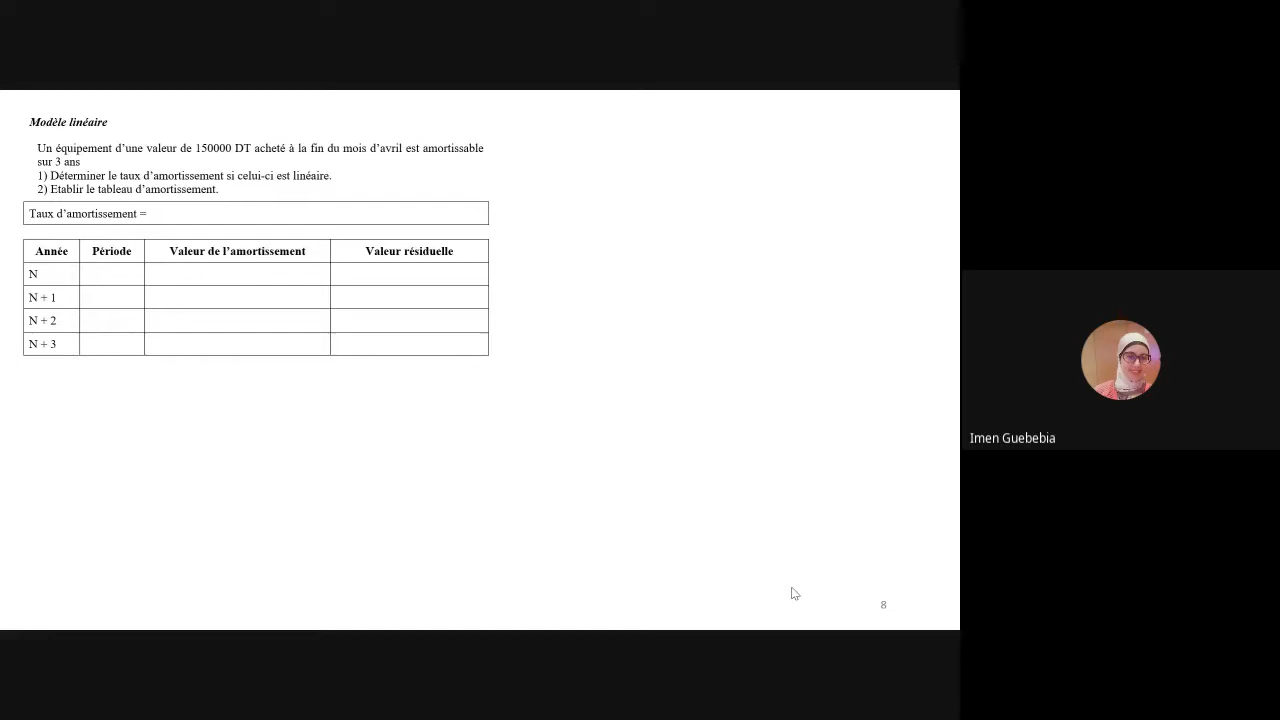 Modèle linéaire
Un équipement d’une valeur de 150000 DT acheté à la fin du mois d’avril est amortissable
sur 3 ans
1) Déterminer le taux d’amortissement si celui-ci est linéaire.
2) Etablir le tableau d’amortissement.
Taux d’amortissement =
Année Période Valeur de l’amortissement Valeur résiduelle
N
N + 1
N + 2
N + 3
8
Imen Guebebia